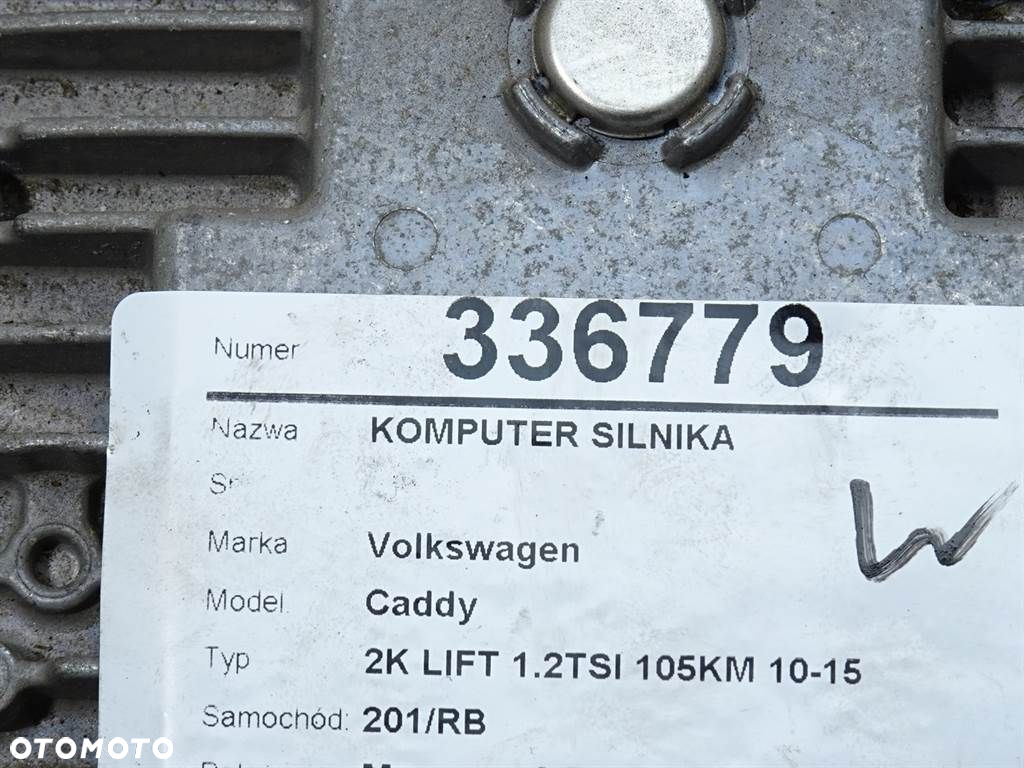 Numer 336779
Nazwa KOMPUTER SILNIKA
W
Marka Volkswagen
Model Caddy
Typ 2K LIFT 1.2TSI 105KM 10-15
Samochód: 201/RB
OTOMOTO